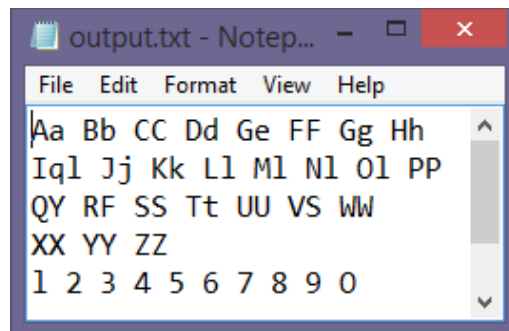 output.txt - Notep...
File Edit Format View Help
Aa Bb CC Dd Ge FF Gg Hh
Iql Jj Kk Ll Ml Nl Ol PP
QY RF SS Tt UU VS WW
XX YY ZZ
l 2 3 4 5 6 7 8 9 O